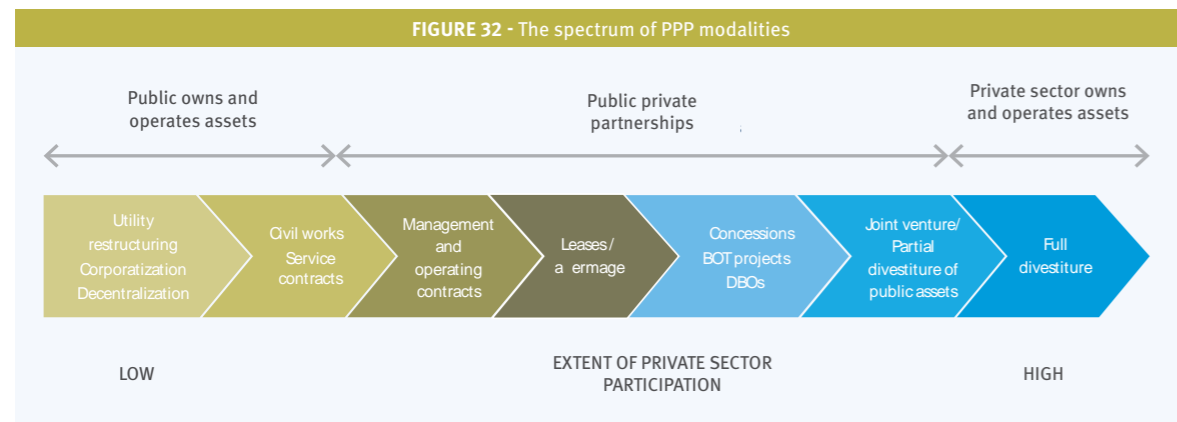 FIGURE 32 - The spectrum of PPP modalities
Public owns and
operates assets
Public private
partnerships
Private sector owns
and operates assets
Utility
restructuring
Corporatization
Decentralization
Civil works
Service
contracts
Management
and
operating
contracts
Leases/
a ermage
Concessions
BOT projects
DBOs
Joint venture/
Partial
divestiture of
public assets
Full
divestiture
LOW
EXTENT OF PRIVATE SECTOR
PARTICIPATION
HIGH